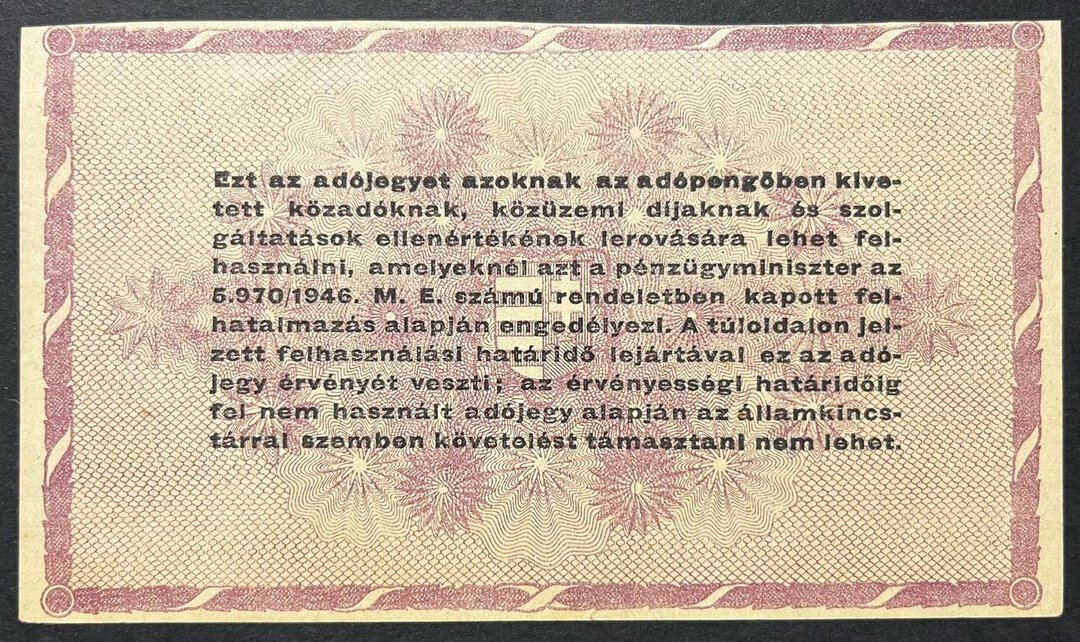 Ezt az adójegyet azoknak az adópengőben kive-
tett közadóknak, közüzemi díjaknak és szol-
gáltatások ellenértékének lerovására lehet fel-
használni, amelyeknél azt a pénzügyminiszter az
5.970/1946. M. E. számú rendeletben kapott fel-
hatalmazás alapján engedélyezi. A túloldalon jel-
zett felhasználási határidő lejártával ez az adó-
jegy érvényét veszti; az érvényességi határidőig
fel nem használt adójegy alapján az államkincs-
tárral szemben követelést támasztani nem lehet.